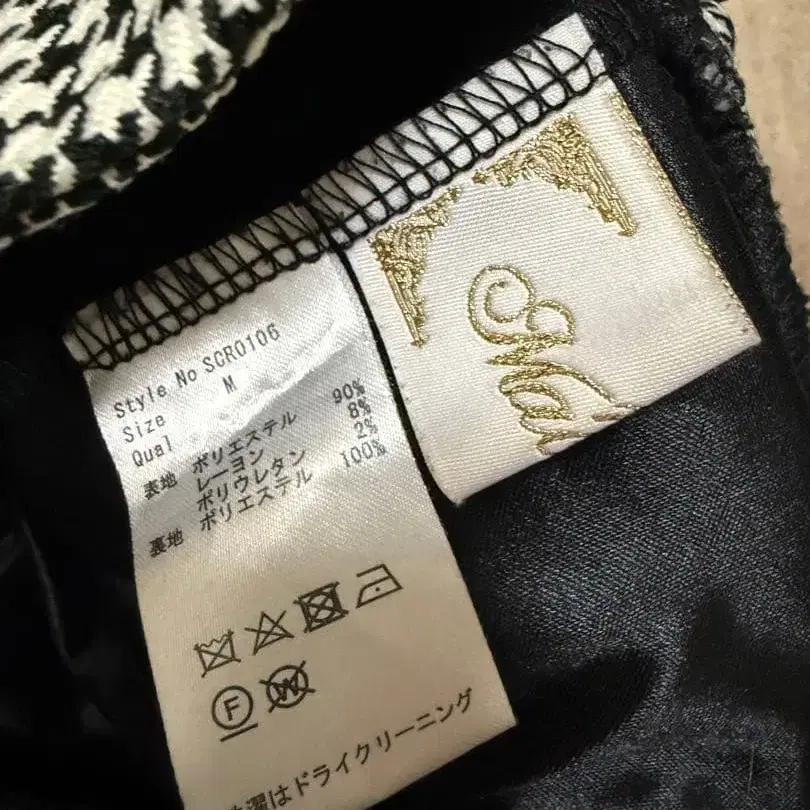 Style No SCR0106
Size M
Qual
表地 ポリエステル 90%
レーヨン 8%
ポリウレタン 2%
裏地 ポリエステル 100%
F W
はドライクリーニング
Mar